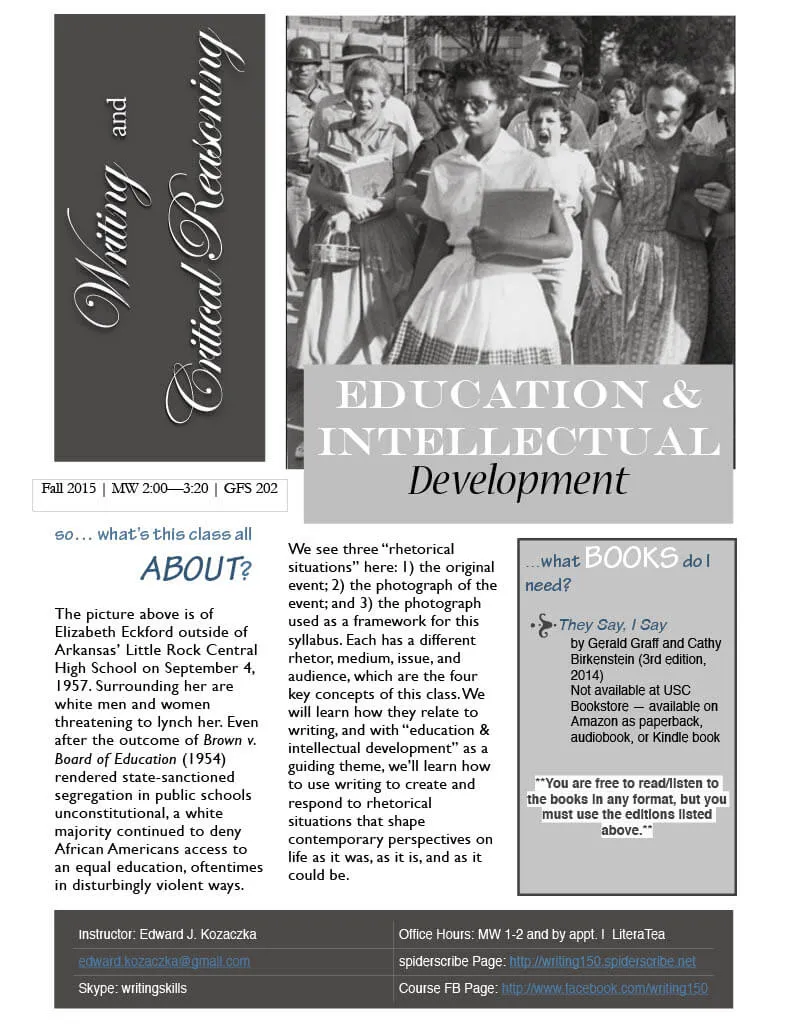 Writing and
Critical Reasoning
EDUCATION &
INTELLECTUAL
Development
Fall 2015 | MW 2:00—3:20 | GFS 202
so... what's this class all
ABOUT?
The picture above is of
Elizabeth Eckford outside of
Arkansas' Little Rock Central
High School on September 4,
1957. Surrounding her are
white men and women
threatening to lynch her. Even
after the outcome of Brown v.
Board of Education (1954)
rendered state-sanctioned
segregation in public schools
unconstitutional, a white
majority continued to deny
African Americans access to
an equal education, oftentimes
in disturbingly violent ways.
We see three “rhetorical
situations” here: 1) the original
event; 2) the photograph of the
event; and 3) the photograph
used as a framework for this
syllabus. Each has a different
rhetor, medium, issue, and
audience, which are the four
key concepts of this class. We
will learn how they relate to
writing, and with “education &
intellectual development” as a
guiding theme, we'll learn how
to use writing to create and
respond to rhetorical
situations that shape
contemporary perspectives on
life as it was, as it is, and as it
could be.
...what BOOKS do I
need?
They Say, I Say
by Gerald Graff and Cathy
Birkenstein (3rd edition,
2014)
Not available at USC
Bookstore — available on
Amazon as paperback,
audiobook, or Kindle book
**You are free to read/listen to
the books in any format, but you
must use the editions listed
above.**
Instructor: Edward J. Kozaczka
edward.kozaczka@gmail.com
Skype: writingskills
Office Hours: MW 1-2 and by appt. I LiteraTea
spiderscribe Page: http://writing150.spiderscribe.net
Course FB Page: http://www.facebook.com/writing150